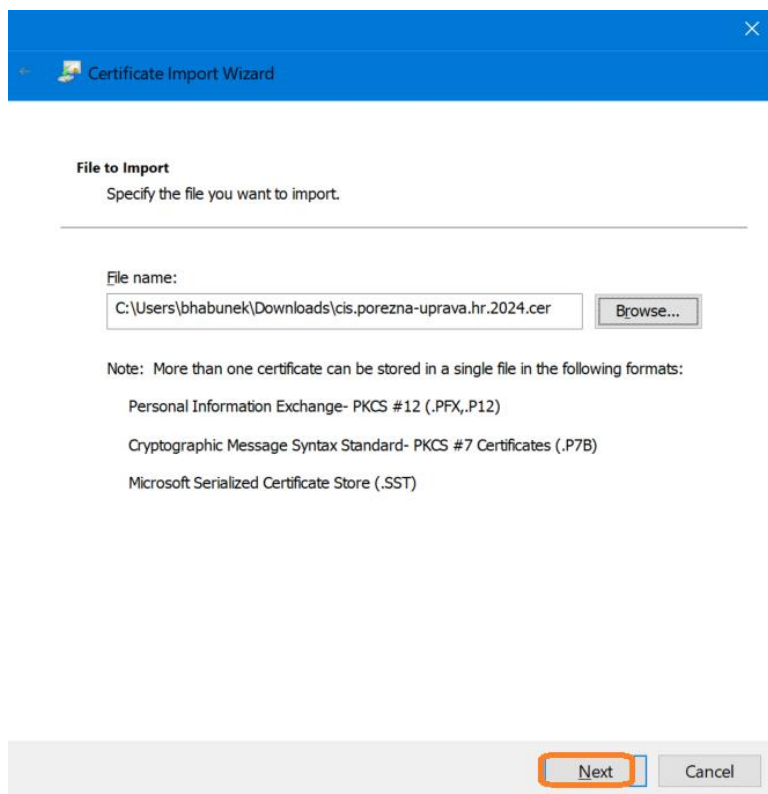 Certificate Import Wizard
File to Import
Specify the file you want to import.
File name:
C:\Users\bhabunek\Downloads\cis.porezna-uprava.hr.2024.cer
Browse...
Note: More than one certificate can be stored in a single file in the following formats:
Personal Information Exchange- PKCS #12 (.PFX,.P12)
Cryptographic Message Syntax Standard- PKCS #7 Certificates (.P7B)
Microsoft Serialized Certificate Store (.SST)
Next
Cancel